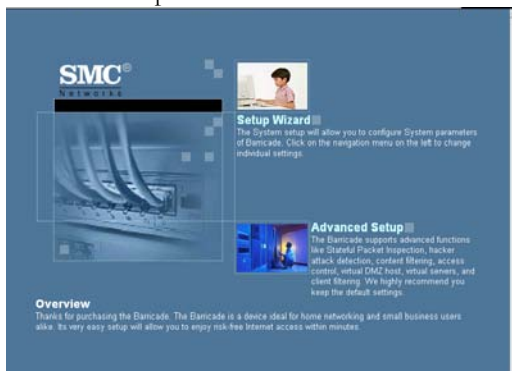 SMC®
Networks
Setup Wizard
The System setup will allow you to configure System parameters
of Barricade. Click on the navigation menu on the left to change
individual settings.
Advanced Setup
The Barricade supports advanced functions
like Stateful Packet Inspection, hacker
attack detection, content filtering, access
control, virtual DMZ host, virtual servers, and
client filtering. We highly recommend you
keep the default settings.
Overview
Thanks for purchasing the Barricade. The Barricade is a device ideal for home networking and small business users
alike. Its very easy setup will allow you to enjoy risk-free Internet access within minutes.